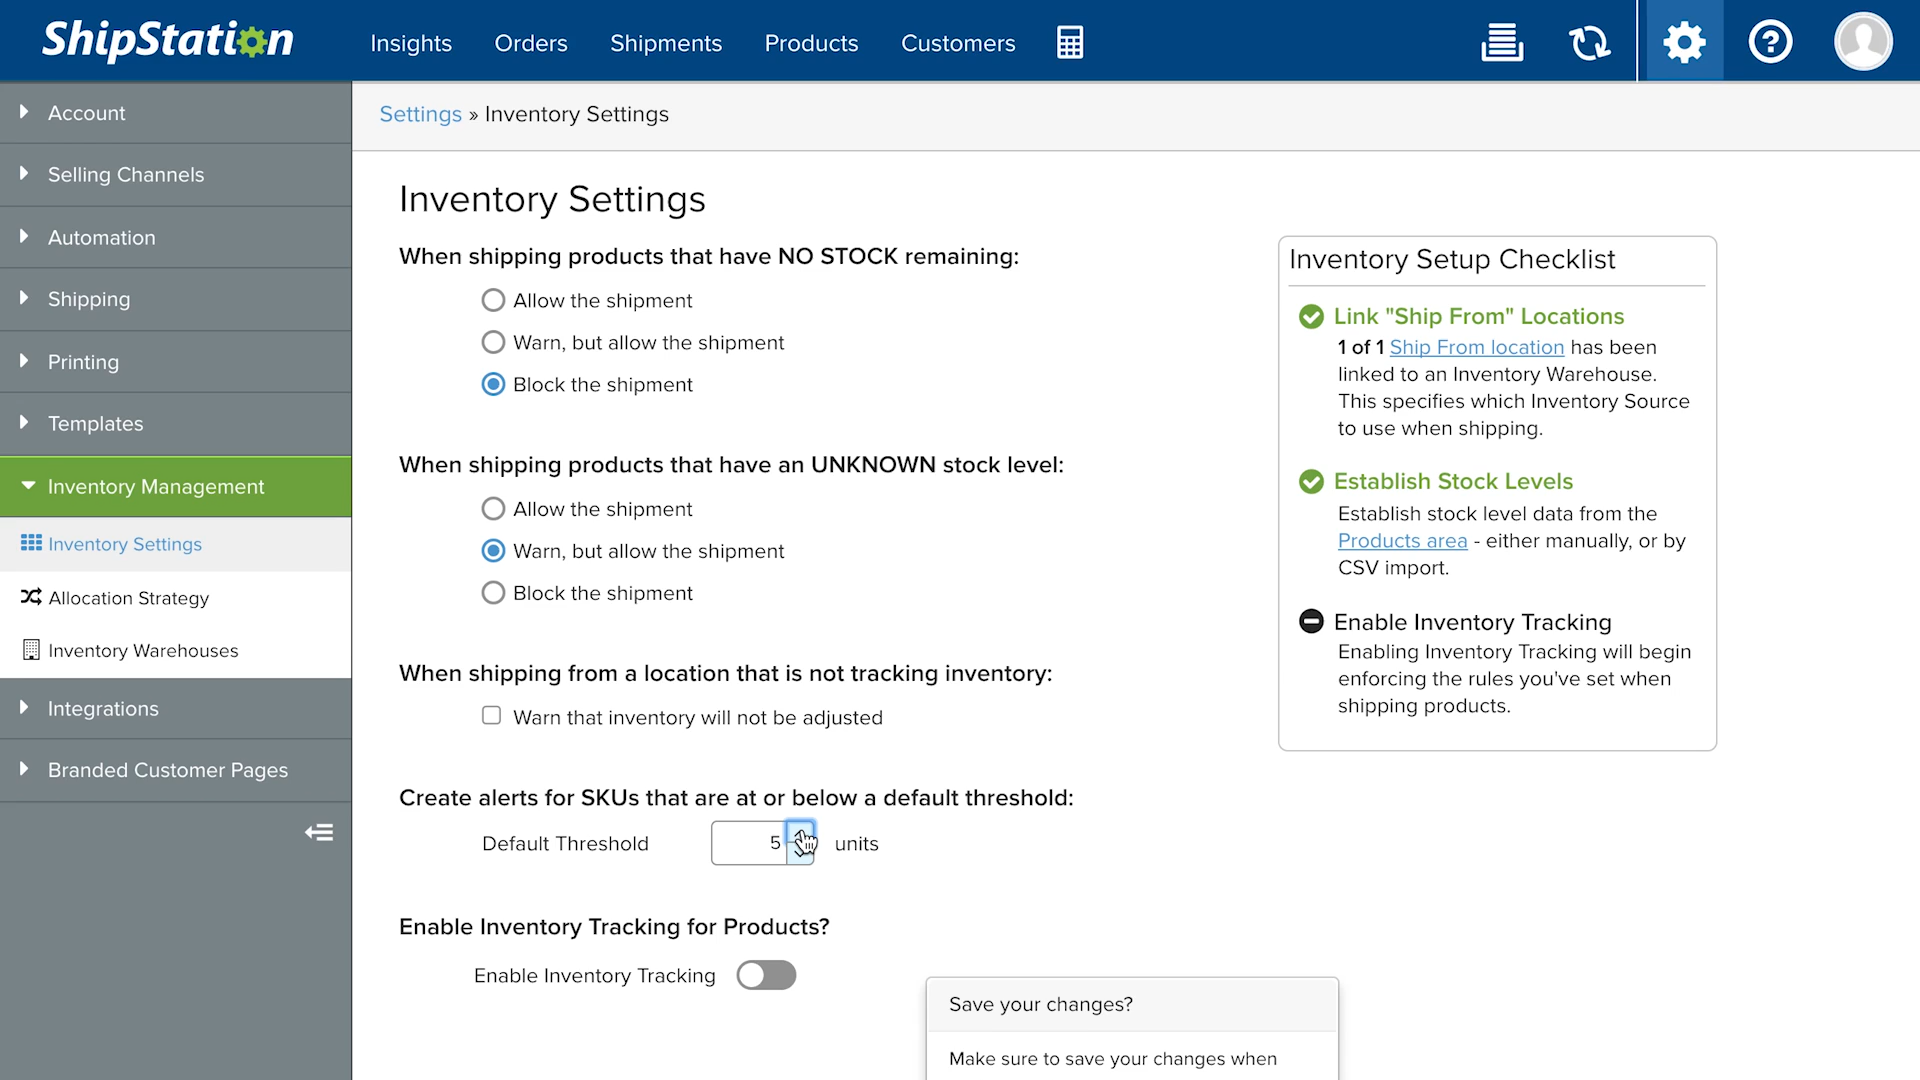 ShipStation
Insights
Orders
Shipments
Products
Customers
Account
Selling Channels
Automation
Shipping
Printing
Templates
Inventory Management
Inventory Settings
Allocation Strategy
Inventory Warehouses
Integrations
Branded Customer Pages
Settings » Inventory Settings
Inventory Settings
When shipping products that have NO STOCK remaining:
Allow the shipment
Warn, but allow the shipment
Block the shipment
When shipping products that have an UNKNOWN stock level:
Allow the shipment
Warn, but allow the shipment
Block the shipment
When shipping from a location that is not tracking inventory:
Warn that inventory will not be adjusted
Create alerts for SKUs that are at or below a default threshold:
Default Threshold 5 units
Enable Inventory Tracking for Products?
Enable Inventory Tracking
Inventory Setup Checklist
Link "Ship From" Locations
1 of 1 Ship From location has been
linked to an Inventory Warehouse.
This specifies which Inventory Source
to use when shipping.
Establish Stock Levels
Establish stock level data from the
Products area - either manually, or by
CSV import.
Enable Inventory Tracking
Enabling Inventory Tracking will begin
enforcing the rules you've set when
shipping products.
Save your changes?
Make sure to save your changes when